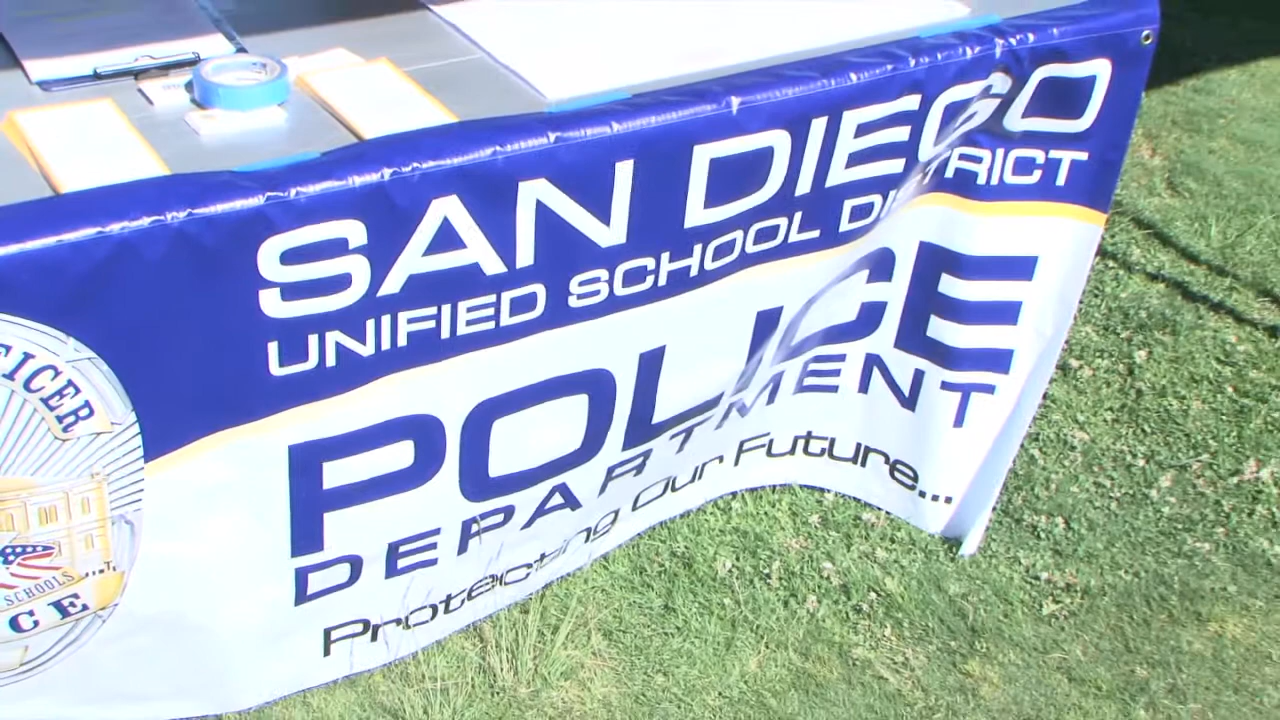 SAN DIEGO
UNIFIED SCHOOL DISTRICT
POLICE
DEPARTMENT
Protecting Our Future...
FICER
SCHOOLS
CE